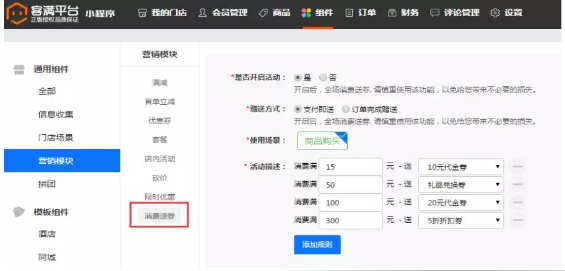 客满平台 小程序
正版授权品质保证
我的门店 会员管理 商品 组件 订单 财务 评论管理 设置
通用组件
全部
信息收集
门店场景
营销模块
拼团
模板组件
酒店
同城
营销模块
满减
首单立减
优惠券
套餐
店内活动
砍价
限时优惠
消费送券
*是否开启活动： 是 否
开启后，全场消费送券，请慎重使用该功能，以免给您带来不必要的损失。
*赠送方式： 支付即送 订单完成赠送
开启后，全场消费送券，请慎重使用该功能，以免给您带来不必要的损失。
*使用场景： 商品购买
*活动描述： 消费满 15 元 - 送 10元代金券
消费满 50 元 - 送 礼品兑换券
消费满 100 元 - 送 20元代金券
消费满 300 元 - 送 5折折扣券
添加规则